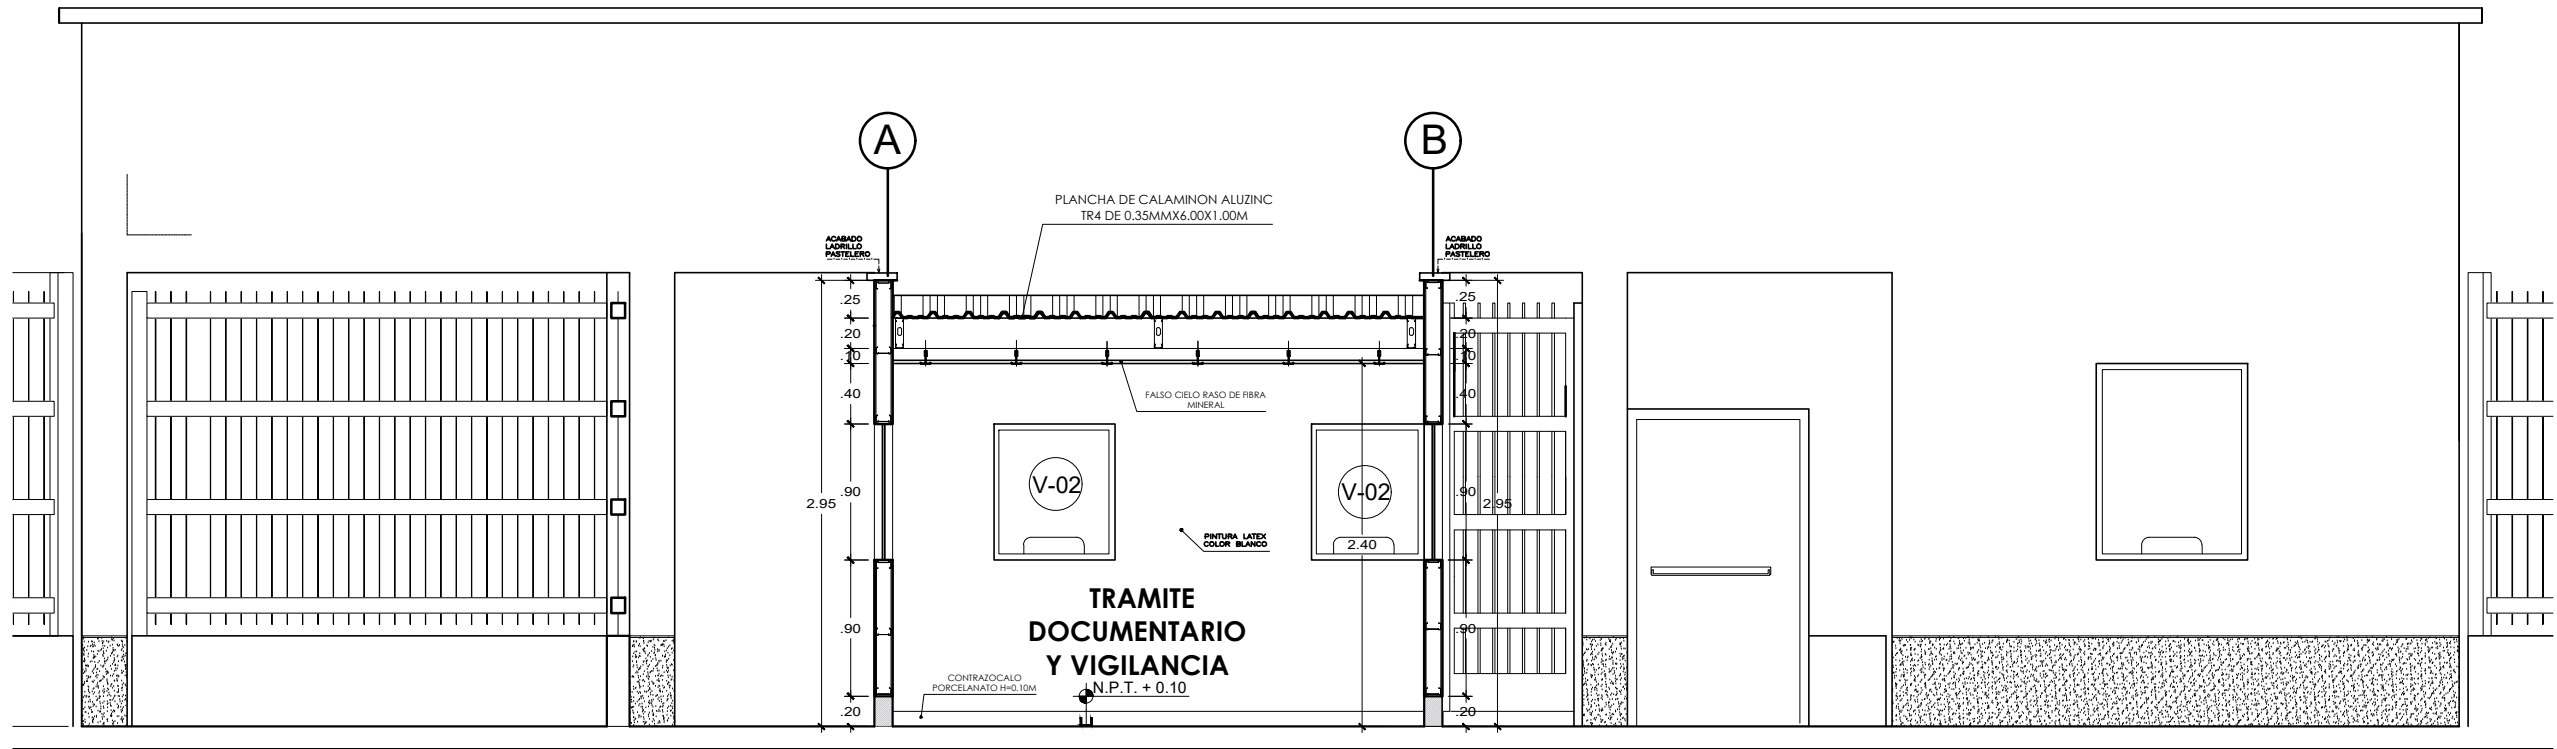 A
B
PLANCHA DE CALAMINON ALUZINC
TR4 DE 0.35MMX6.00X1.00M
ACABADO
LADRILLO
PASTELERO
ACABADO
LADRILLO
PASTELERO
.25
.20
.10
.40
.90
2.95
.90
.20
FALSO CIELO RASO DE FIBRA
MINERAL
V-02
V-02
PINTURA LATEX
COLOR BLANCO
2.40
TRAMITE
DOCUMENTARIO
Y VIGILANCIA
N.P.T. + 0.10
CONTRAZOCALO
PORCELANATO H=0.10M
.25
.20
.10
.40
.90
2.95
.90
.20